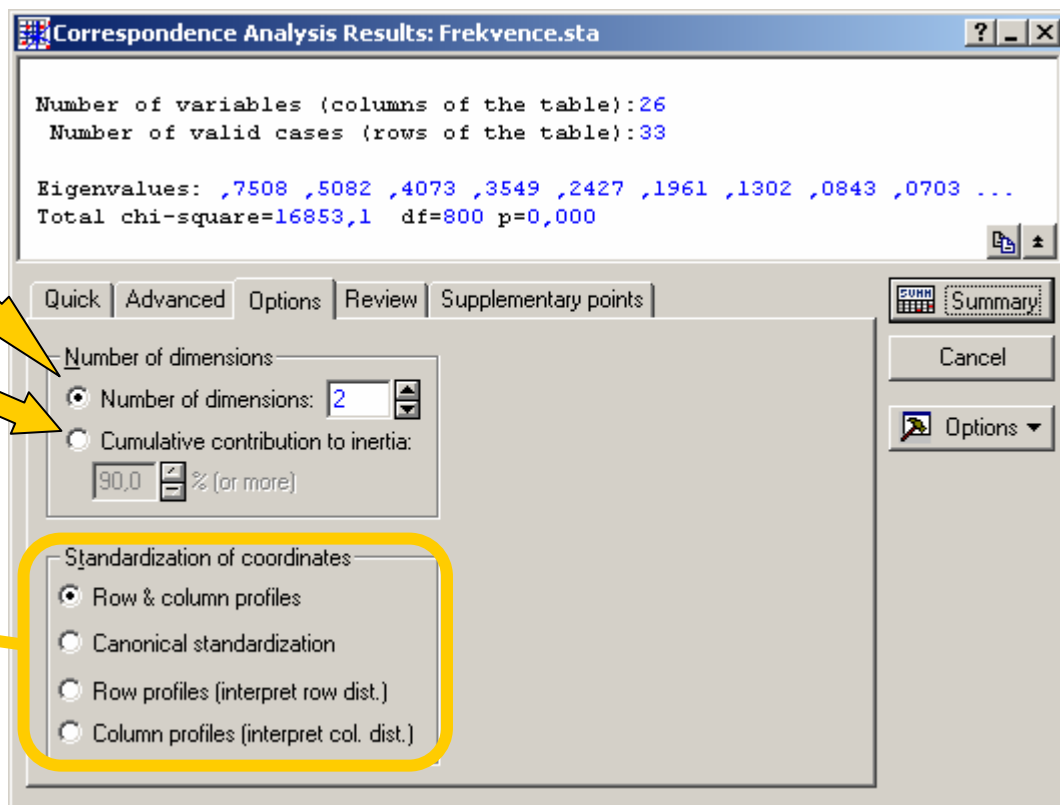 Correspondence Analysis Results: Frekvence.sta
Number of variables (columns of the table):26
Number of valid cases (rows of the table):33
Eigenvalues: ,7508 ,5082 ,4073 ,3549 ,2427 ,1961 ,1302 ,0843 ,0703 ...
Total chi-square=16853,1 df=800 p=0,000
Quick Advanced Options Review Supplementary points
Summary
Cancel
Options
Number of dimensions
Number of dimensions: 2
Cumulative contribution to inertia:
90,0 % (or more)
Standardization of coordinates
Row & column profiles
Canonical standardization
Row profiles (interpret row dist.)
Column profiles (interpret col. dist.)